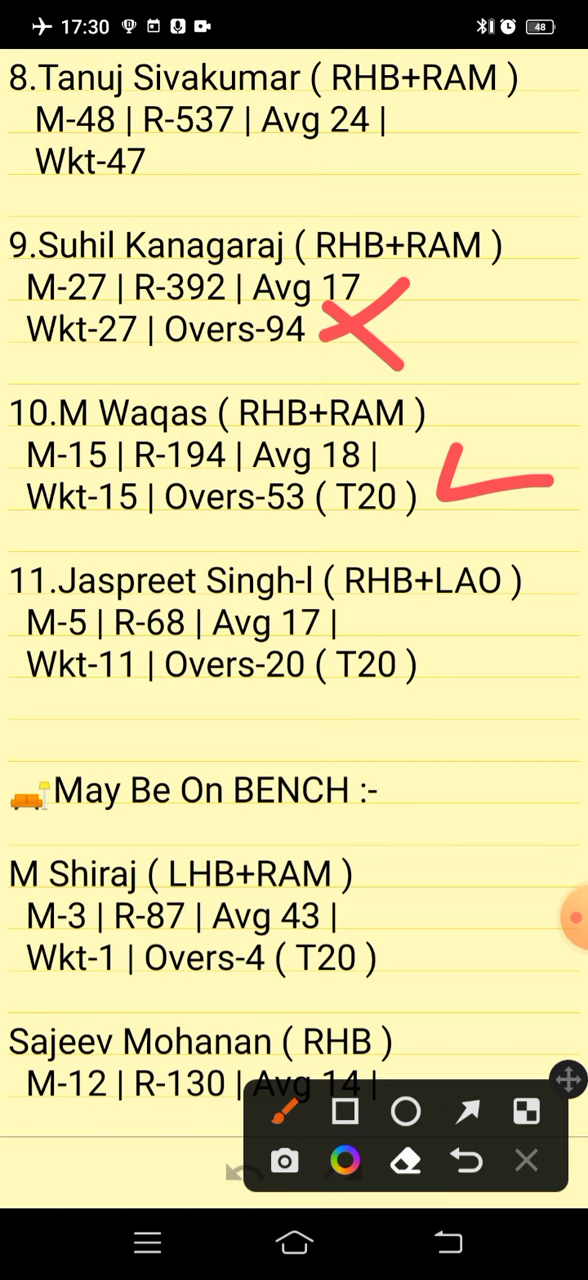 17:30
48
8.Tanuj Sivakumar ( RHB+RAM )
M-48 | R-537 | Avg 24 |
Wkt-47
9.Suhil Kanagaraj ( RHB+RAM )
M-27 | R-392 | Avg 17
Wkt-27 | Overs-94
10.M Waqas ( RHB+RAM )
M-15 | R-194 | Avg 18 |
Wkt-15 | Overs-53 ( T20 )
11.Jaspreet Singh-I ( RHB+LAO )
M-5 | R-68 | Avg 17 |
Wkt-11 | Overs-20 ( T20 )
May Be On BENCH :-
M Shiraj ( LHB+RAM )
M-3 | R-87 | Avg 43 |
Wkt-1 | Overs-4 ( T20 )
Sajeev Mohanan ( RHB )
M-12 | R-130 | Avg 14 |